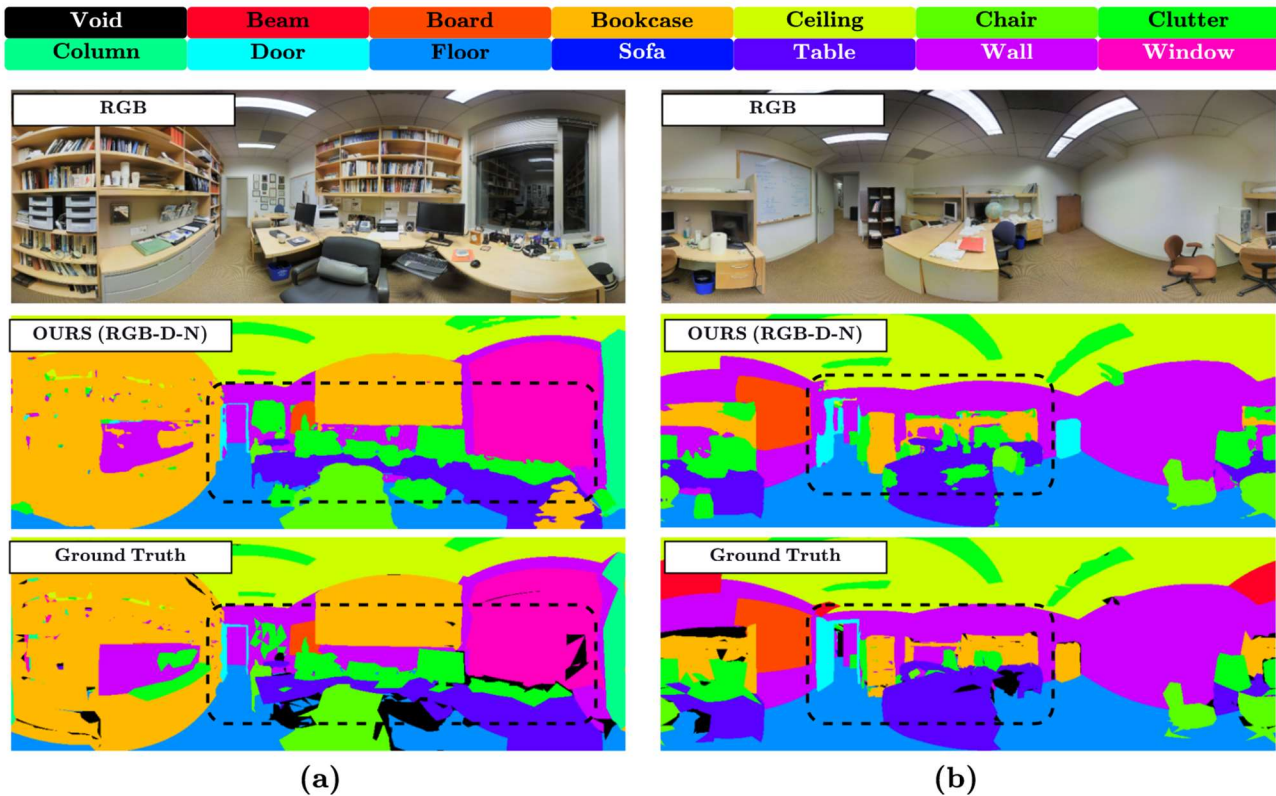 Void Beam Board Bookcase Ceiling Chair Clutter
Column Door Floor Sofa Table Wall Window
RGB
RGB
OURS (RGB-D-N)
OURS (RGB-D-N)
Ground Truth
Ground Truth
(a)
(b)